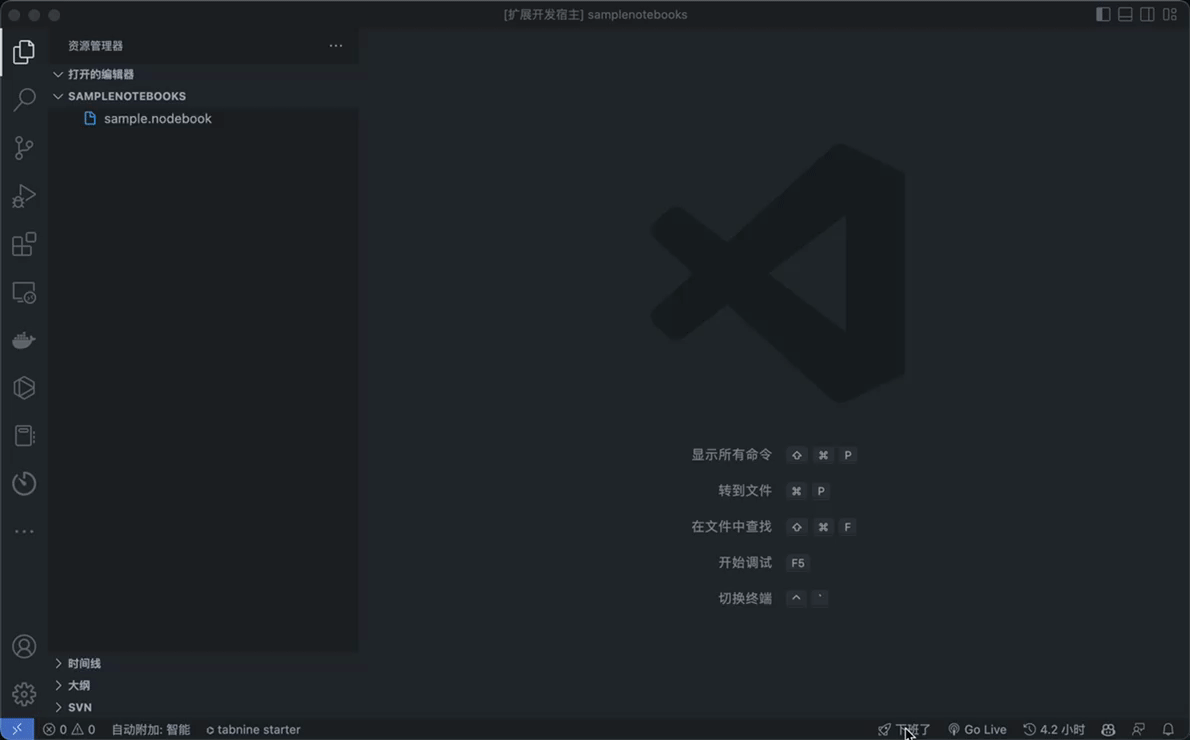 [扩展开发宿主] samplenotebooks
资源管理器
打开的编辑器
SAMPLENOTEBOOKS
sample.nodebook
显示所有命令 ⇧ ⌘ P
转到文件 ⌘ P
在文件中查找 ⇧ ⌘ F
开始调试 F5
切换终端 ^ `
时间线
大纲
SVN
0 0 自动附加: 智能 tabnine starter 下班了 Go Live 4.2 小时